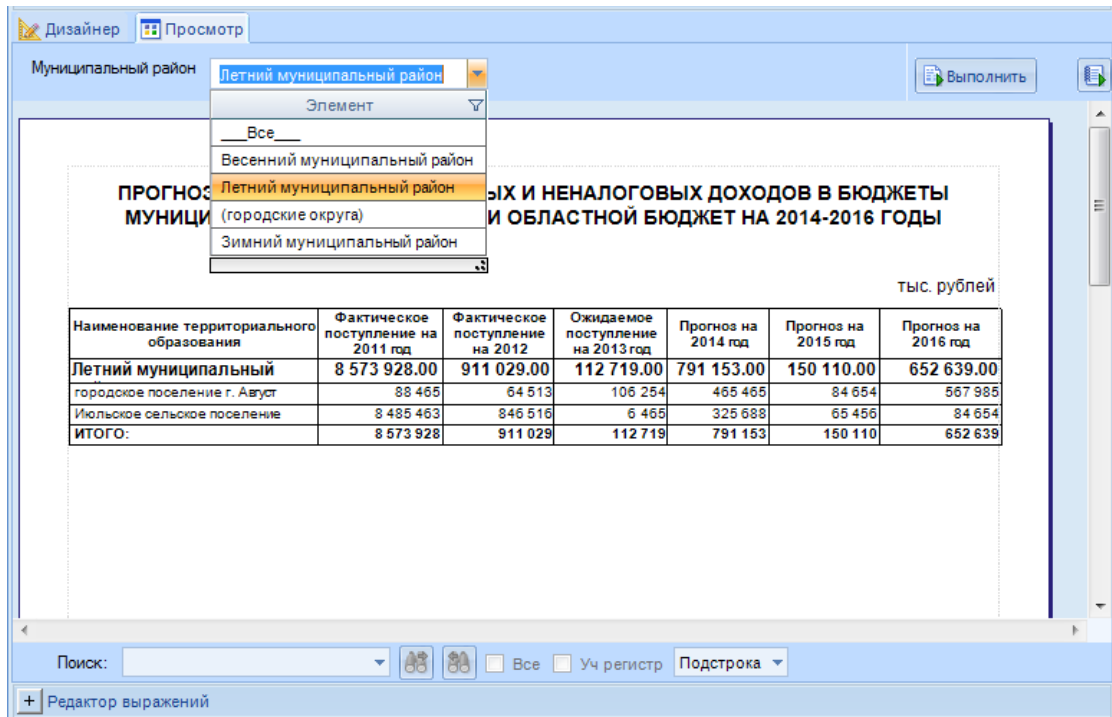 Дизайнер Просмотр
Муниципальный район Летний муниципальный район Выполнить
Элемент
___Все___
Весенний муниципальный район
Летний муниципальный район
(городские округа)
Зимний муниципальный район
ПРОГНОЗ ЫХ И НЕНАЛОГОВЫХ ДОХОДОВ В БЮДЖЕТЫ
МУНИЦИ И ОБЛАСТНОЙ БЮДЖЕТ НА 2014-2016 ГОДЫ
тыс. рублей
Наименование территориального образования Фактическое поступление на 2011 год Фактическое поступление на 2012 Ожидаемое поступление на 2013 год Прогноз на 2014 год Прогноз на 2015 год Прогноз на 2016 год
Летний муниципальный 8 573 928.00 911 029.00 112 719.00 791 153.00 150 110.00 652 639.00
городское поселение г. Август 88 465 64 513 106 254 465 465 84 654 567 985
Июльское сельское поселение 8 485 463 846 516 6 465 325 688 65 456 84 654
ИТОГО: 8 573 928 911 029 112 719 791 153 150 110 652 639
Поиск: Все Уч регистр Подстрока
+ Редактор выражений